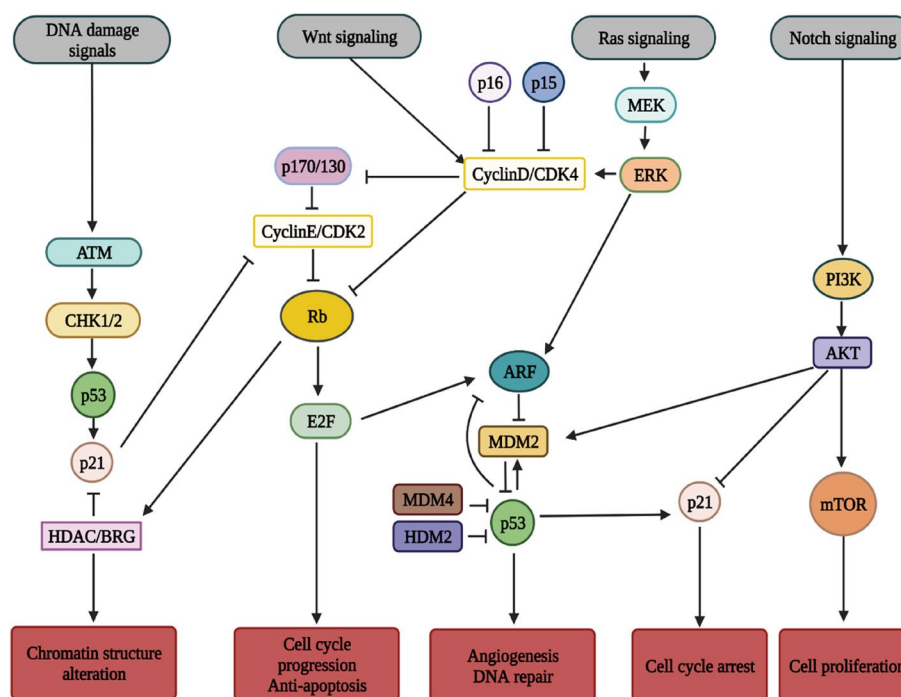 DNA damage
signals
Wnt signaling
Ras signaling
Notch signaling
p16
p15
MEK
p170/130
CyclinD/CDK4
ERK
CyclinE/CDK2
ATM
PI3K
CHK1/2
Rb
AKT
p53
ARF
E2F
MDM2
p21
MDM4
p21
mTOR
HDAC/BRG
HDM2
p53
Chromatin structure
alteration
Cell cycle
progression
Anti-apoptosis
Angiogenesis
DNA repair
Cell cycle arrest
Cell proliferation